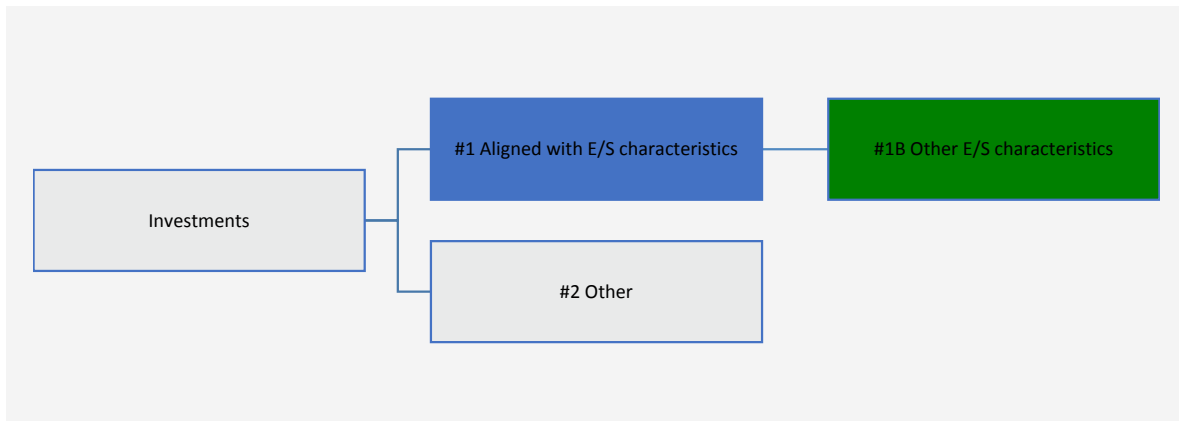 #1 Aligned with E/S characteristics
#1B Other E/S characteristics
Investments
#2 Other